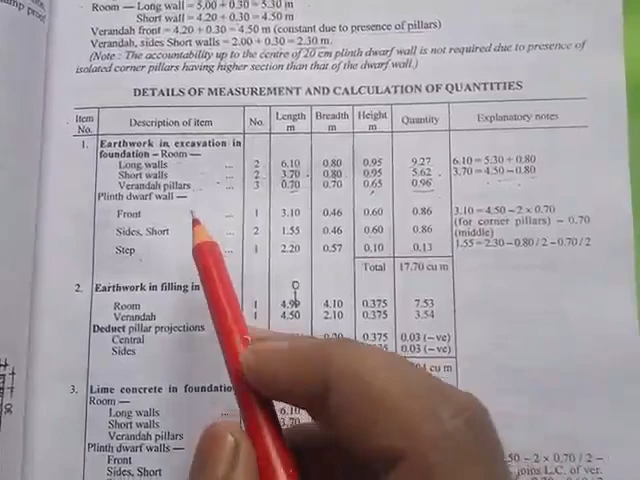 amp proof
Room — Long wall = 5.00 + 0.30 = 5.30 m
Short wall = 4.20 + 0.30 = 4.50 m
Verandah front = 4.20 + 0.30 = 4.50 m (constant due to presence of pillars)
Verandah, sides Short walls = 2.00 + 0.30 = 2.30 m.
(Note : The accountability up to the centre of 20 cm plinth dwarf wall is not required due to presence of
isolated corner pillars having higher section than that of the dwarf wall.)
DETAILS OF MEASUREMENT AND CALCULATION OF QUANTITIES
Item No. Description of item No. Length m Breadth m Height m Quantity Explanatory notes
1. Earthwork in excavation in
foundation – Room —
Long walls ... 2 6.10 0.80 0.95 9.27 6.10 = 5.30 + 0.80
Short walls ... 2 3.70 0.80 0.95 5.62 3.70 = 4.50 – 0.80
Verandah pillars ... 3 0.70 0.70 0.65 0.96
Plinth dwarf wall —
Front ... 1 3.10 0.46 0.60 0.86 3.10 = 4.50 – 2 × 0.70
(for corner pillars) – 0.70
Sides, Short ... 2 1.55 0.46 0.60 0.86 (middle)
Step ... 1 2.20 0.57 0.10 0.13 1.55 = 2.30 – 0.80 / 2 – 0.70 / 2
Total 17.70 cu m
2. Earthwork in filling in
Room 1 4.90 4.10 0.375 7.53
Verandah 1 4.50 2.10 0.375 3.54
Deduct pillar projections
Central 0.375 0.03 (– ve)
Sides 0.03 (– ve)
cu m
3. Lime concrete in foundatio
Room —
Long walls ... 6.10
Short walls 3.70
Verandah pillars
Plinth dwarf walls —
Front 50 – 2 × 0.70 / 2 –
Sides, Short joins L.C. of ver.